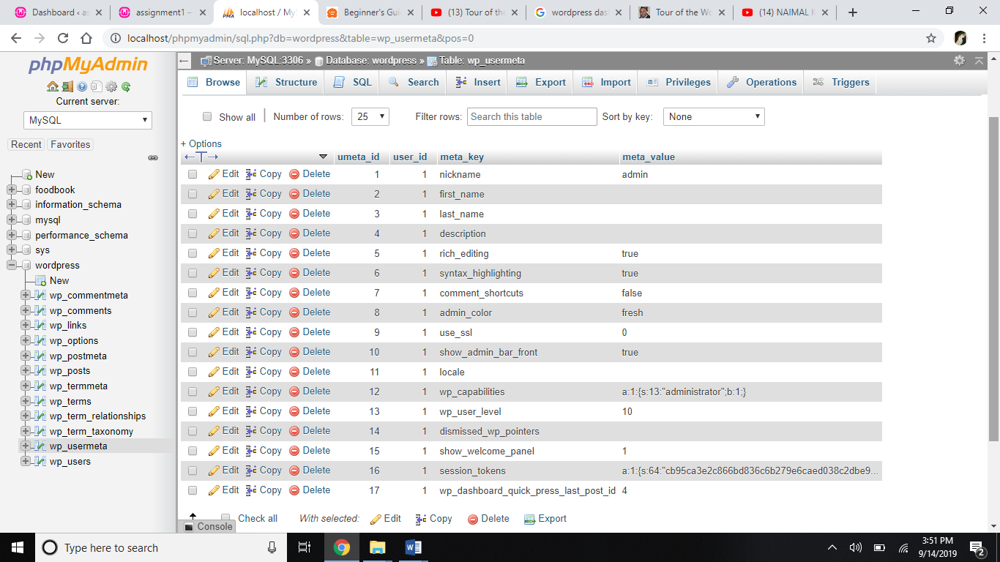 Dashboard ‹ as
assignment1 –
localhost / My
Beginner's Gui
(13) Tour of the
wordpress das
Tour of the Wo
(14) NAIMAL K
localhost/phpmyadmin/sql.php?db=wordpress&table=wp_usermeta&pos=0
phpMyAdmin
Current server:
MySQL
Recent Favorites
New
foodbook
information_schema
mysql
performance_schema
sys
wordpress
New
wp_commentmeta
wp_comments
wp_links
wp_options
wp_postmeta
wp_posts
wp_termmeta
wp_terms
wp_term_relationships
wp_term_taxonomy
wp_usermeta
wp_users
Server: MySQL:3306 » Database: wordpress » Table: wp_usermeta
Browse Structure SQL Search Insert Export Import Privileges Operations Triggers
Show all Number of rows: 25 Filter rows: Search this table Sort by key: None
+ Options
umeta_id user_id meta_key meta_value
Edit Copy Delete 1 1 nickname admin
Edit Copy Delete 2 1 first_name
Edit Copy Delete 3 1 last_name
Edit Copy Delete 4 1 description
Edit Copy Delete 5 1 rich_editing true
Edit Copy Delete 6 1 syntax_highlighting true
Edit Copy Delete 7 1 comment_shortcuts false
Edit Copy Delete 8 1 admin_color fresh
Edit Copy Delete 9 1 use_ssl 0
Edit Copy Delete 10 1 show_admin_bar_front true
Edit Copy Delete 11 1 locale
Edit Copy Delete 12 1 wp_capabilities a:1:{s:13:"administrator";b:1;}
Edit Copy Delete 13 1 wp_user_level 10
Edit Copy Delete 14 1 dismissed_wp_pointers
Edit Copy Delete 15 1 show_welcome_panel 1
Edit Copy Delete 16 1 session_tokens a:1:{s:64:"cb95ca3e2c866bd836c6b279e6caed038c2dbe9...
Edit Copy Delete 17 1 wp_dashboard_quick_press_last_post_id 4
Check all With selected: Edit Copy Delete Export
Console
Type here to search
3:51 PM
9/14/2019
2